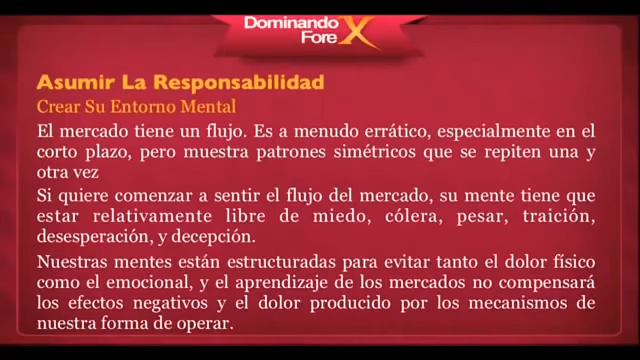 Dominando
ForeX
Asumir La Responsabilidad
Crear Su Entorno Mental
El mercado tiene un flujo. Es a menudo errático, especialmente en el
corto plazo, pero muestra patrones simétricos que se repiten una y
otra vez
Si quiere comenzar a sentir el flujo del mercado, su mente tiene que
estar relativamente libre de miedo, cólera, pesar, traición,
desesperación, y decepción.
Nuestras mentes están estructuradas para evitar tanto el dolor físico
como el emocional, y el aprendizaje de los mercados no compensará
los efectos negativos y el dolor producido por los mecanismos de
nuestra forma de operar.